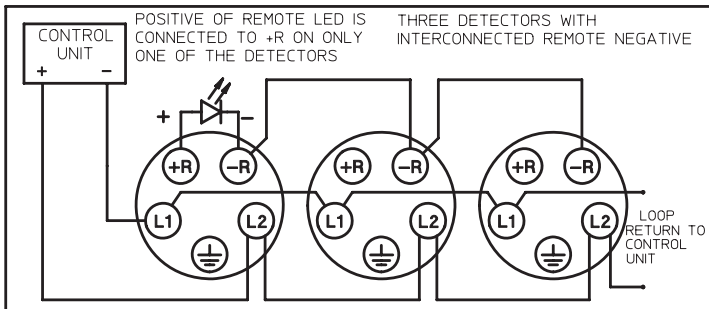 CONTROL
UNIT
+ −
POSITIVE OF REMOTE LED IS
CONNECTED TO +R ON ONLY
ONE OF THE DETECTORS
THREE DETECTORS WITH
INTERCONNECTED REMOTE NEGATIVE
+ −
+R −R +R −R +R −R
L1 L2 L1 L2 L1 L2
LOOP
RETURN TO
CONTROL
UNIT